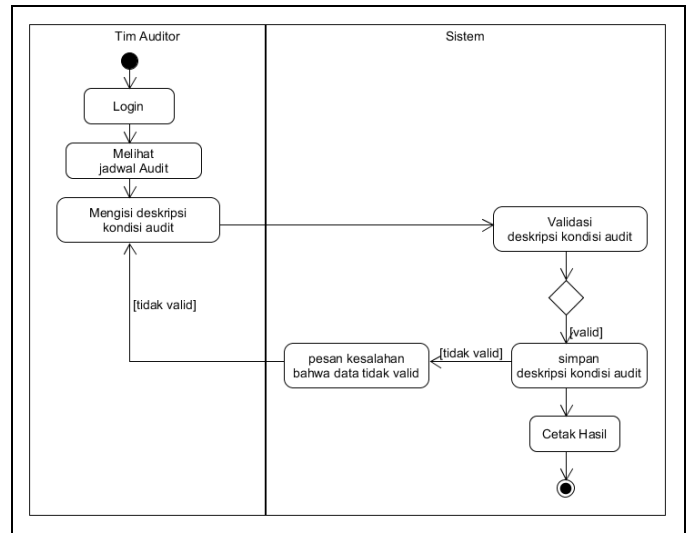 Tim Auditor
Sistem
Login
Melihat
jadwal Audit
Mengisi deskripsi
kondisi audit
Validasi
deskripsi kondisi audit
[tidak valid]
[valid]
pesan kesalahan
bahwa data tidak valid
[tidak valid]
simpan
deskripsi kondisi audit
Cetak Hasil